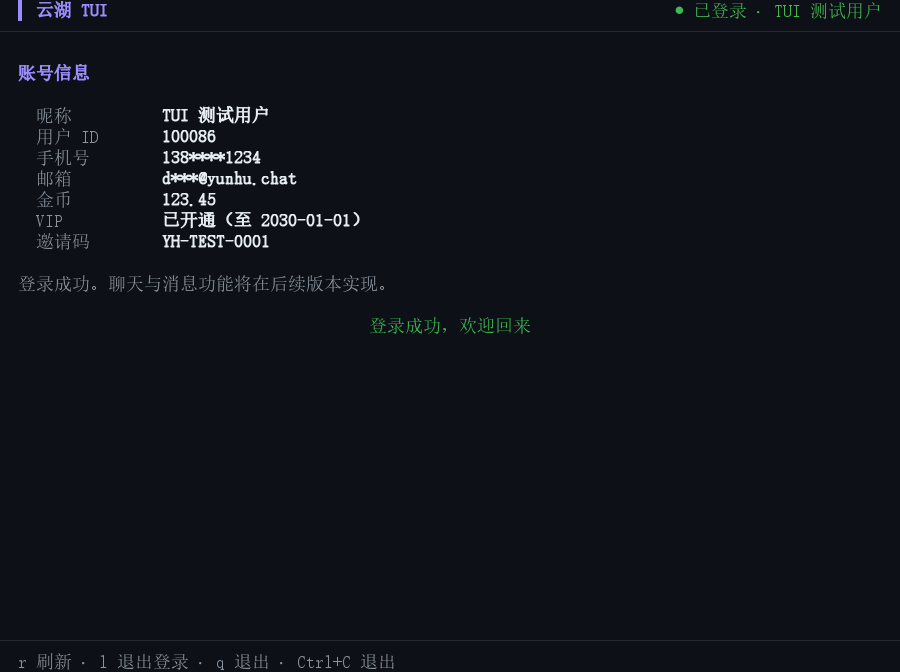 云湖 TUI
● 已登录 · TUI 测试用户
账号信息
昵称 TUI 测试用户
用户 ID 100086
手机号 138****1234
邮箱 d***@yunhu.chat
金币 123.45
VIP 已开通（至 2030-01-01）
邀请码 YH-TEST-0001
登录成功。聊天与消息功能将在后续版本实现。
登录成功，欢迎回来
r 刷新 · l 退出登录 · q 退出 · Ctrl+C 退出